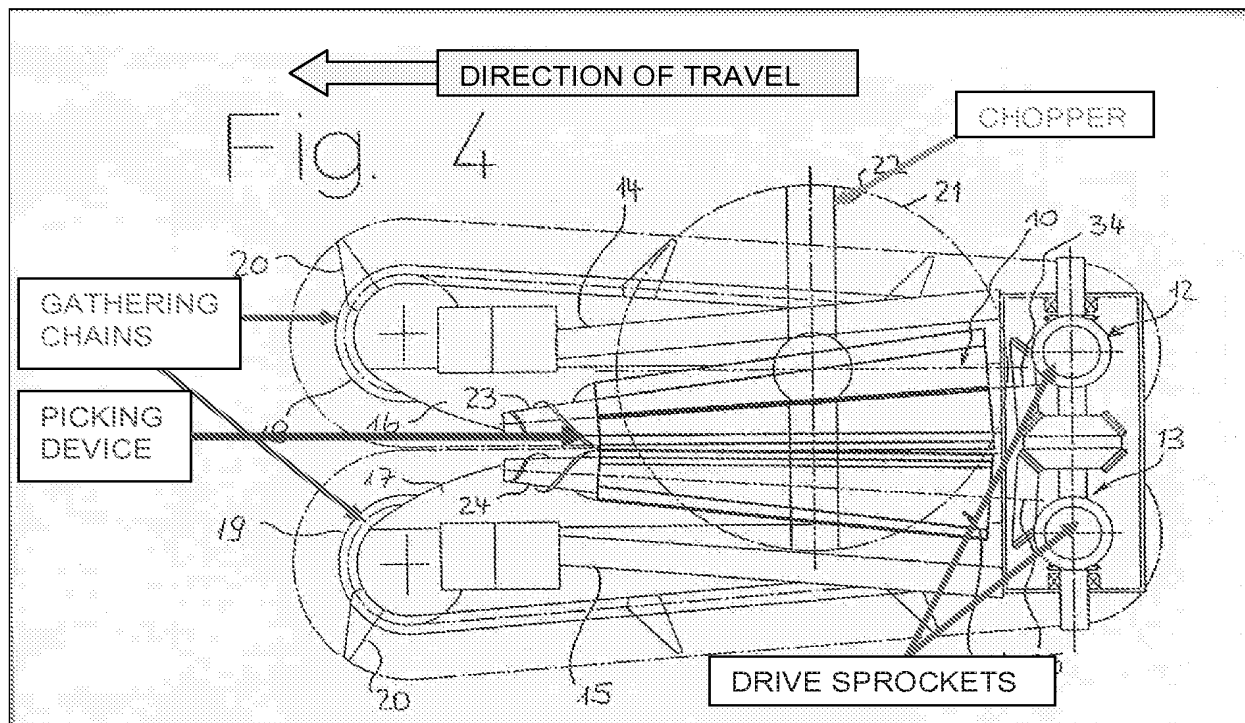 DIRECTION OF TRAVEL
Fig. 4
CHOPPER
22
21
14
10
34
20
12
GATHERING
CHAINS
PICKING
DEVICE
18
16
23
13
17
24
19
20
15
DRIVE SPROCKETS